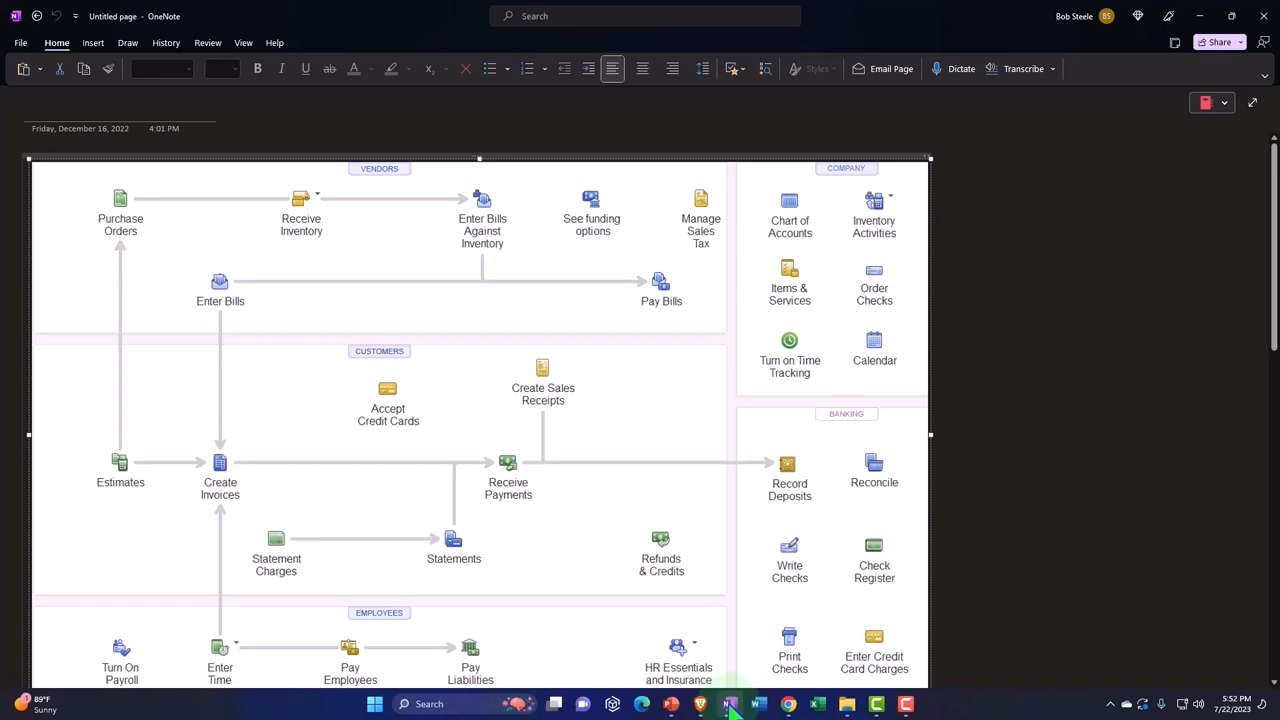 Untitled page - OneNote
Search
Bob Steele
BS
File
Home
Insert
Draw
History
Review
View
Help
Share
B
I
U
ab
Styles
Email Page
Dictate
Transcribe
Friday, December 16, 2022
4:01 PM
VENDORS
Purchase
Orders
Receive
Inventory
Enter Bills
Against
Inventory
See funding
options
Manage
Sales
Tax
Enter Bills
Pay Bills
CUSTOMERS
Accept
Credit Cards
Create Sales
Receipts
Estimates
Create
Invoices
Receive
Payments
Statement
Charges
Statements
Refunds
& Credits
EMPLOYEES
Turn On
Payroll
Enter
Time
Pay
Employees
Pay
Liabilities
HR Essentials
and Insurance
COMPANY
Chart of
Accounts
Inventory
Activities
Items &
Services
Order
Checks
Turn on Time
Tracking
Calendar
BANKING
Record
Deposits
Reconcile
Write
Checks
Check
Register
Print
Checks
Enter Credit
Card Charges
89°F
Sunny
Search
5:52 PM
7/22/2023